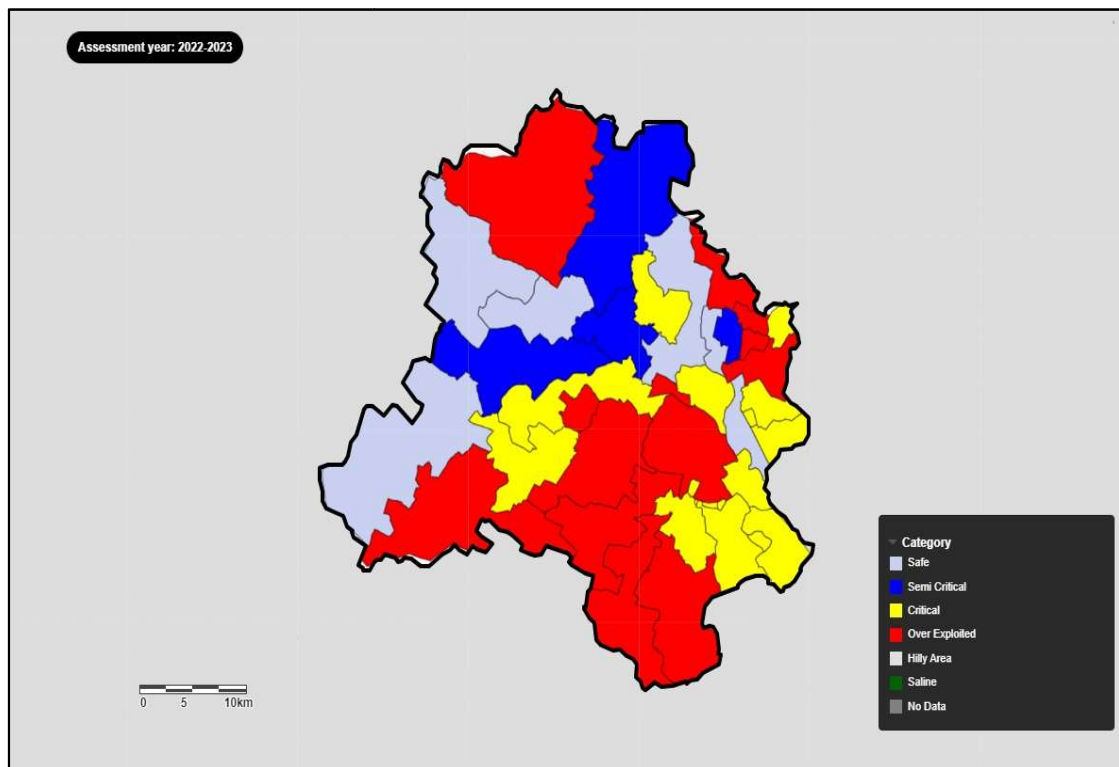 Assessment year: 2022-2023
Category
Safe
Semi Critical
Critical
Over Exploited
Hilly Area
Saline
No Data
0 5 10km